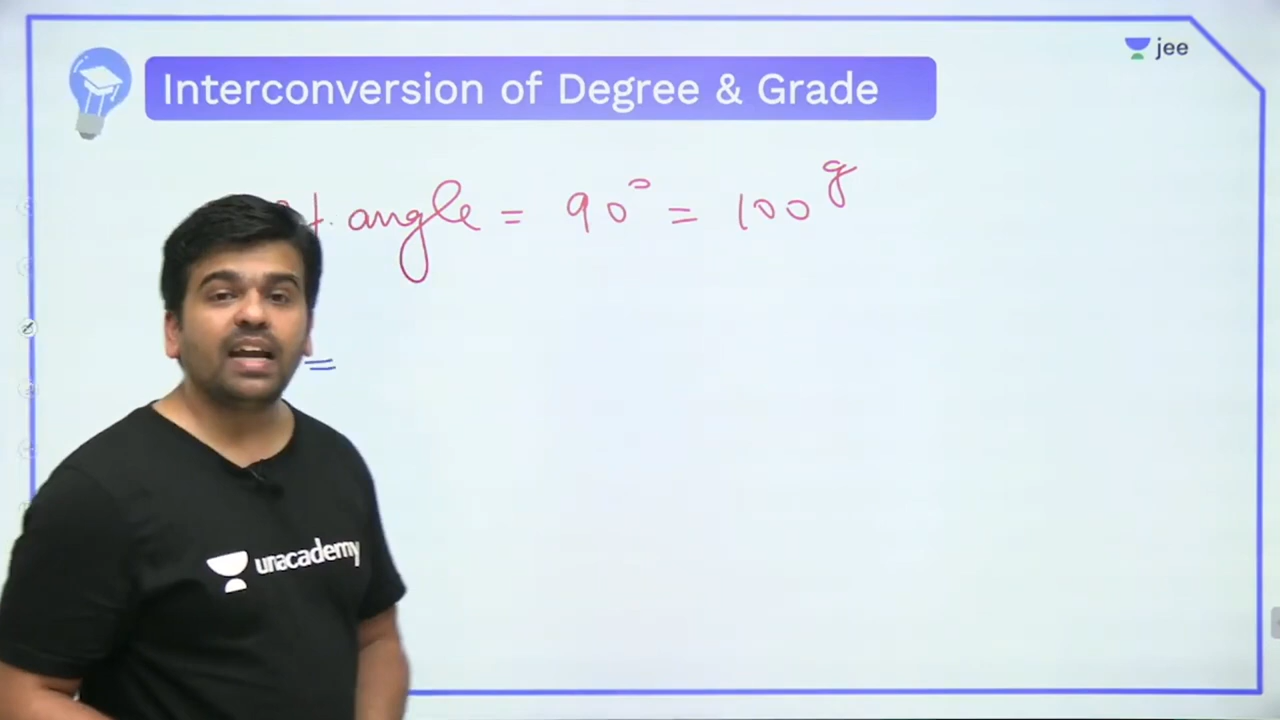 jee
Interconversion of Degree & Grade
angle = 90° = 100^g
=
unacademy